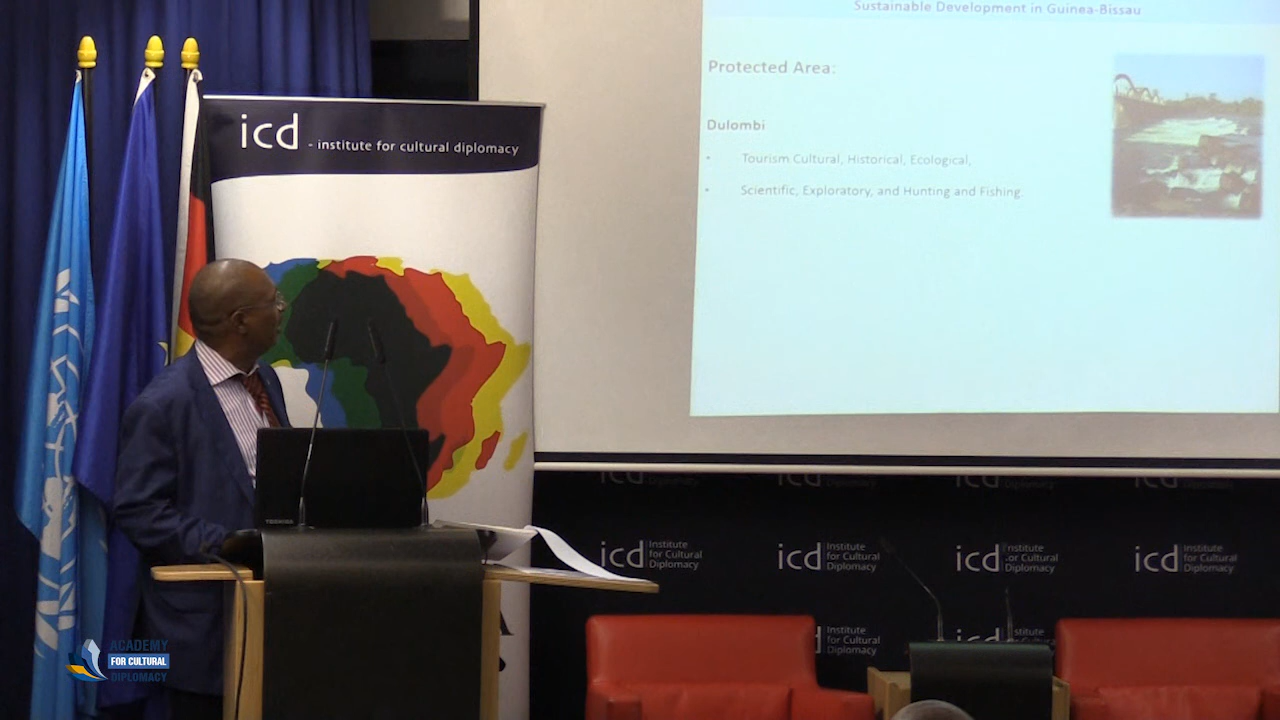 Sustainable Development in Guinea-Bissau
Protected Area:
Dulombi
• Tourism Cultural, Historical, Ecological,
• Scientific, Exploratory, and Hunting and Fishing.
icd - institute for cultural diplomacy
TOSHIBA
icd Institute for Cultural Diplomacy
icd Institute for Cultural Diplomacy
icd Institute for Cultural Diplomacy
icd Institute for Cultural Diplomacy
Institute for Cultural Diplomacy
ACADEMY
FOR CULTURAL
DIPLOMACY